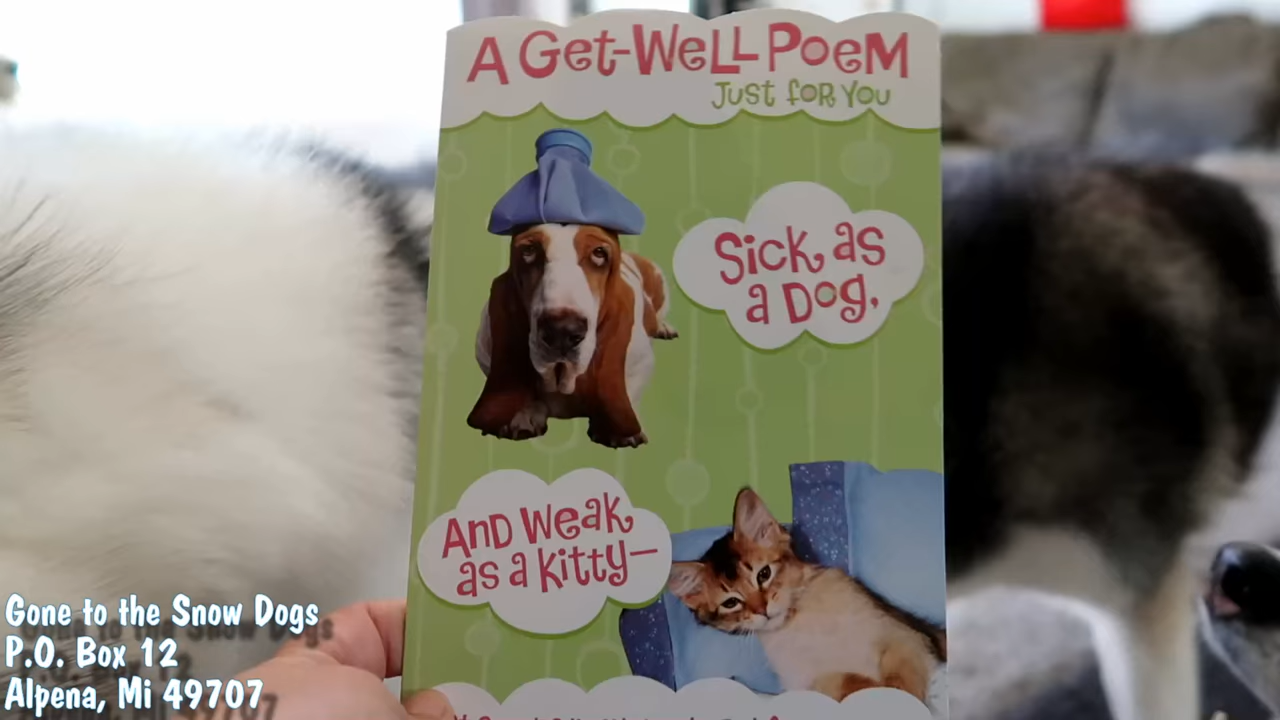 A Get-Well Poem
Just for You
Sick as
a Dog,
And Weak
as a Kitty—
Gone to the Snow Dogs
P.O. Box 12
Alpena, Mi 49707